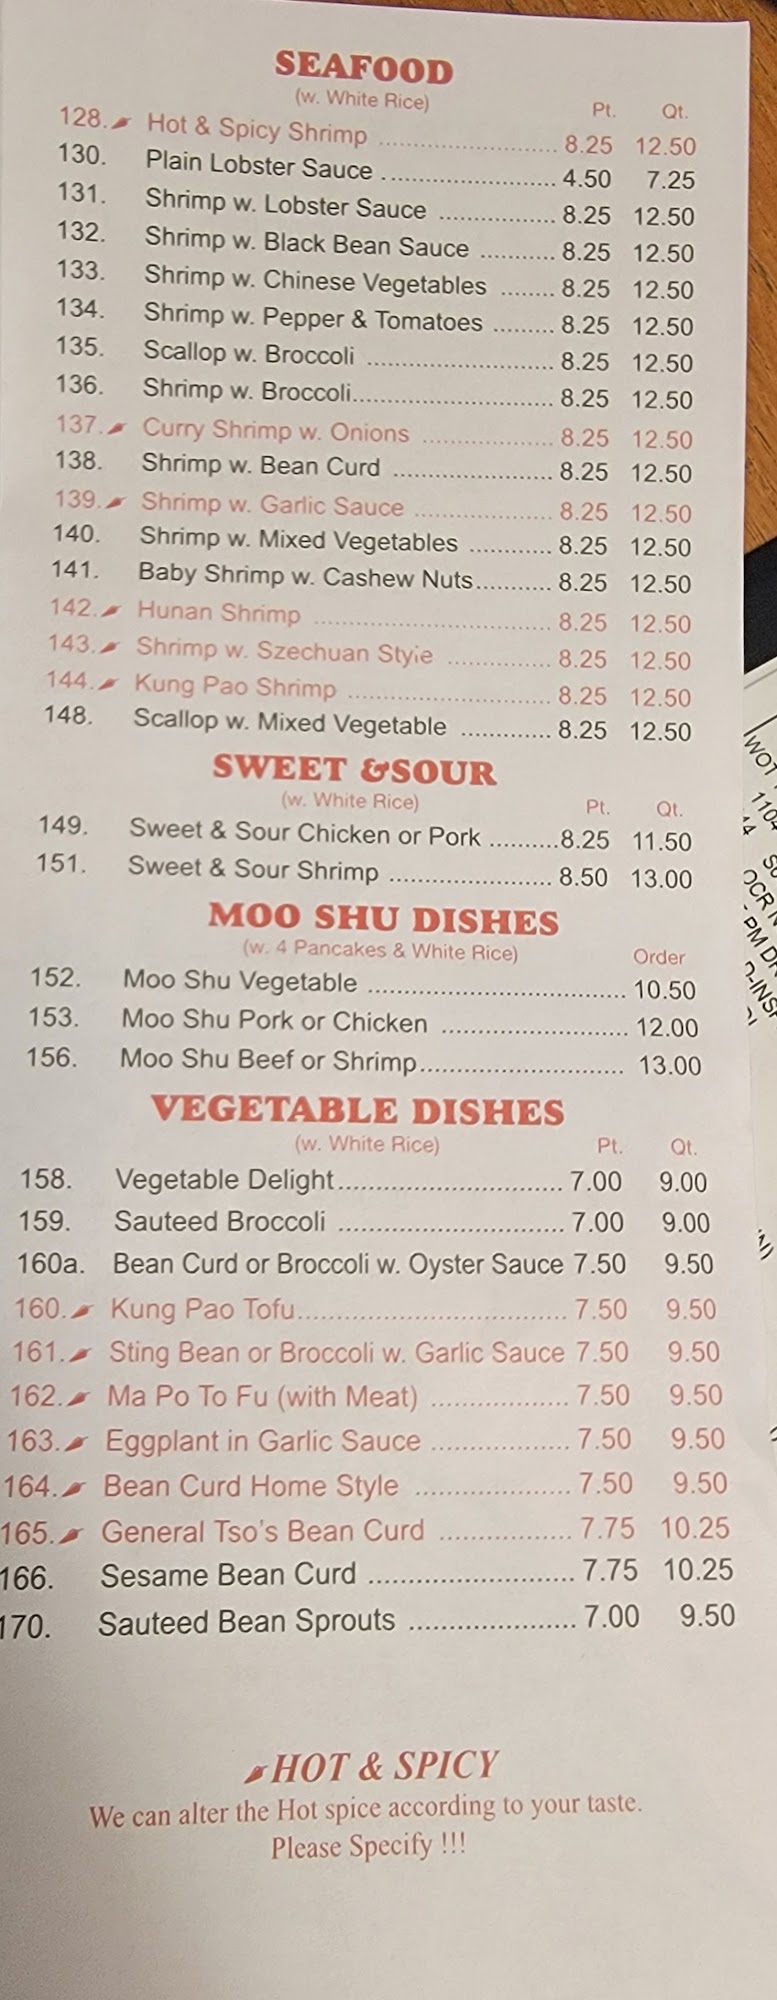 SEAFOOD
(w. White Rice) Pt. Qt.
128. Hot & Spicy Shrimp 8.25 12.50
130. Plain Lobster Sauce 4.50 7.25
131. Shrimp w. Lobster Sauce 8.25 12.50
132. Shrimp w. Black Bean Sauce 8.25 12.50
133. Shrimp w. Chinese Vegetables 8.25 12.50
134. Shrimp w. Pepper & Tomatoes 8.25 12.50
135. Scallop w. Broccoli 8.25 12.50
136. Shrimp w. Broccoli 8.25 12.50
137. Curry Shrimp w. Onions 8.25 12.50
138. Shrimp w. Bean Curd 8.25 12.50
139. Shrimp w. Garlic Sauce 8.25 12.50
140. Shrimp w. Mixed Vegetables 8.25 12.50
141. Baby Shrimp w. Cashew Nuts 8.25 12.50
142. Hunan Shrimp 8.25 12.50
143. Shrimp w. Szechuan Styie 8.25 12.50
144. Kung Pao Shrimp 8.25 12.50
148. Scallop w. Mixed Vegetable 8.25 12.50
SWEET &SOUR
(w. White Rice) Pt. Qt.
149. Sweet & Sour Chicken or Pork 8.25 11.50
151. Sweet & Sour Shrimp 8.50 13.00
MOO SHU DISHES
(w. 4 Pancakes & White Rice) Order
152. Moo Shu Vegetable 10.50
153. Moo Shu Pork or Chicken 12.00
156. Moo Shu Beef or Shrimp 13.00
VEGETABLE DISHES
(w. White Rice) Pt. Qt.
158. Vegetable Delight 7.00 9.00
159. Sauteed Broccoli 7.00 9.00
160a. Bean Curd or Broccoli w. Oyster Sauce 7.50 9.50
160. Kung Pao Tofu 7.50 9.50
161. Sting Bean or Broccoli w. Garlic Sauce 7.50 9.50
162. Ma Po To Fu (with Meat) 7.50 9.50
163. Eggplant in Garlic Sauce 7.50 9.50
164. Bean Curd Home Style 7.50 9.50
165. General Tso's Bean Curd 7.75 10.25
166. Sesame Bean Curd 7.75 10.25
170. Sauteed Bean Sprouts 7.00 9.50
HOT & SPICY
We can alter the Hot spice according to your taste.
Please Specify !!!